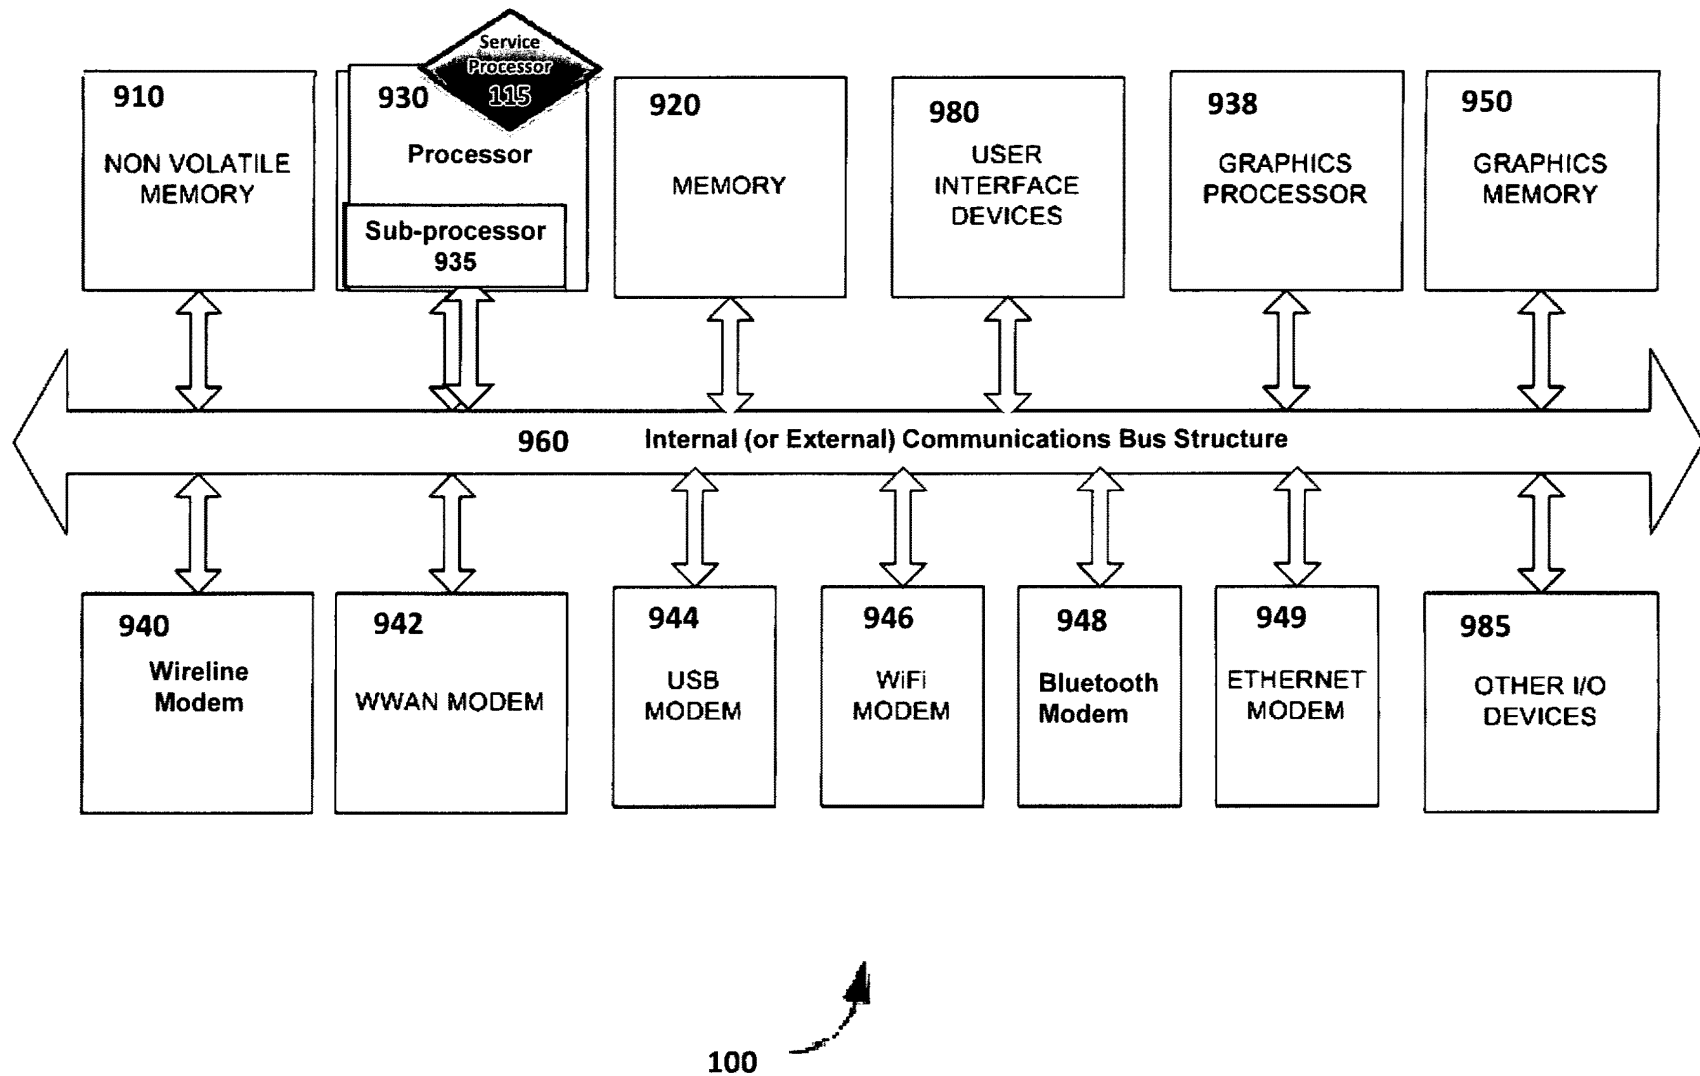 Service
Processor
115
910
NON VOLATILE
MEMORY
930
Processor
Sub-processor
935
920
MEMORY
980
USER
INTERFACE
DEVICES
938
GRAPHICS
PROCESSOR
950
GRAPHICS
MEMORY
960 Internal (or External) Communications Bus Structure
940
Wireline
Modem
942
WWAN MODEM
944
USB
MODEM
946
WiFi
MODEM
948
Bluetooth
Modem
949
ETHERNET
MODEM
985
OTHER I/O
DEVICES
100